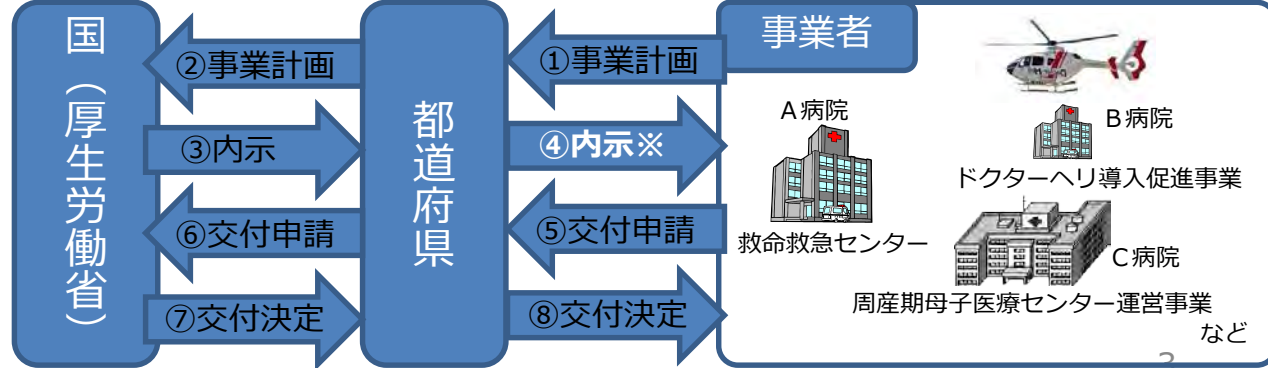 国（厚生労働省）
②事業計画
③内示
⑥交付申請
⑦交付決定
都道府県
①事業計画
④内示※
⑤交付申請
⑧交付決定
事業者
A病院
救命救急センター
B病院
ドクターヘリ導入促進事業
C病院
周産期母子医療センター運営事業
など